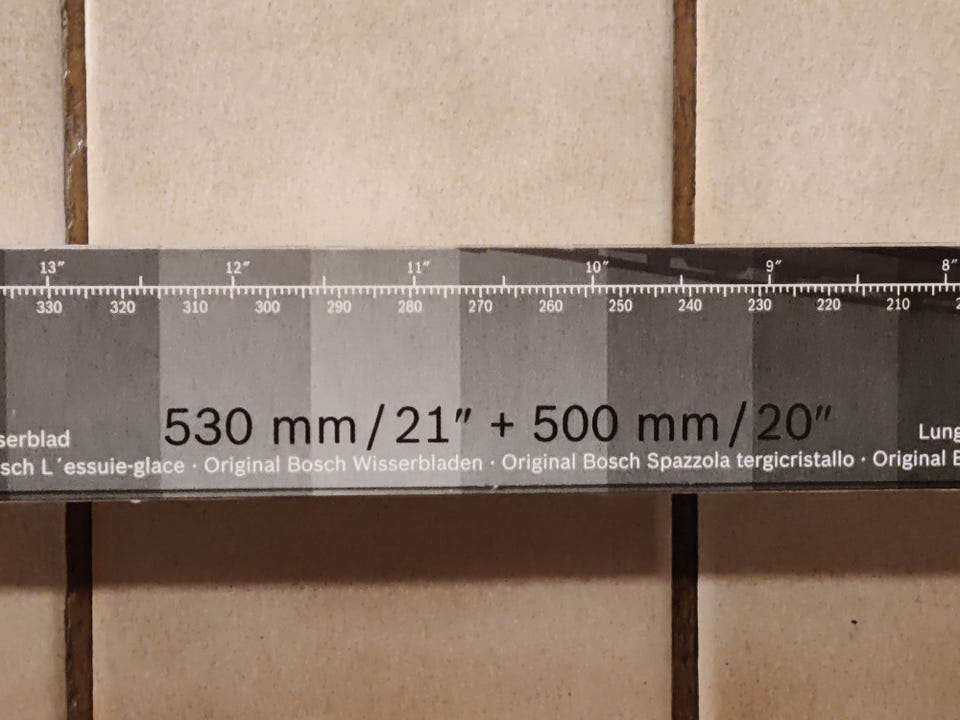 13″ 12″ 11″ 10″ 9″ 8″
330 320 310 300 290 280 270 260 250 240 230 220 210
530 mm/21″ + 500 mm/20″
serblad Lung
sch L´essuie-glace · Original Bosch Wisserbladen · Original Bosch Spazzola tergicristallo · Original